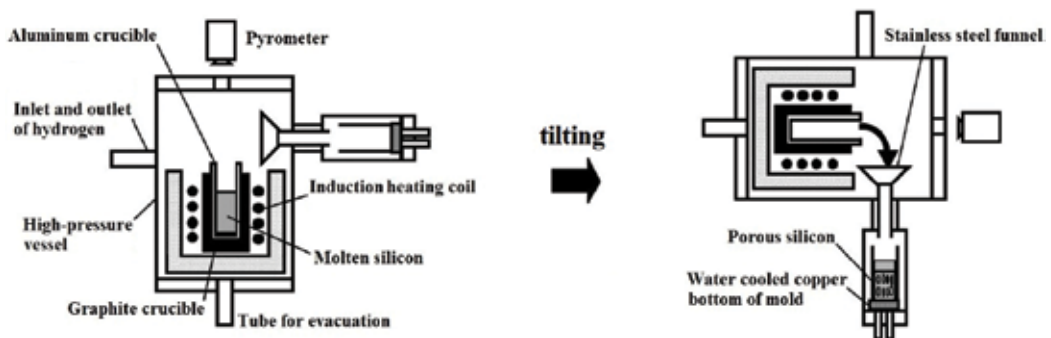 Aluminum crucible
Pyrometer
Inlet and outlet
of hydrogen
Induction heating coil
High-pressure
vessel
Molten silicon
Graphite crucible
Tube for evacuation
tilting
Stainless steel funnel
Porous silicon
Water cooled copper
bottom of mold